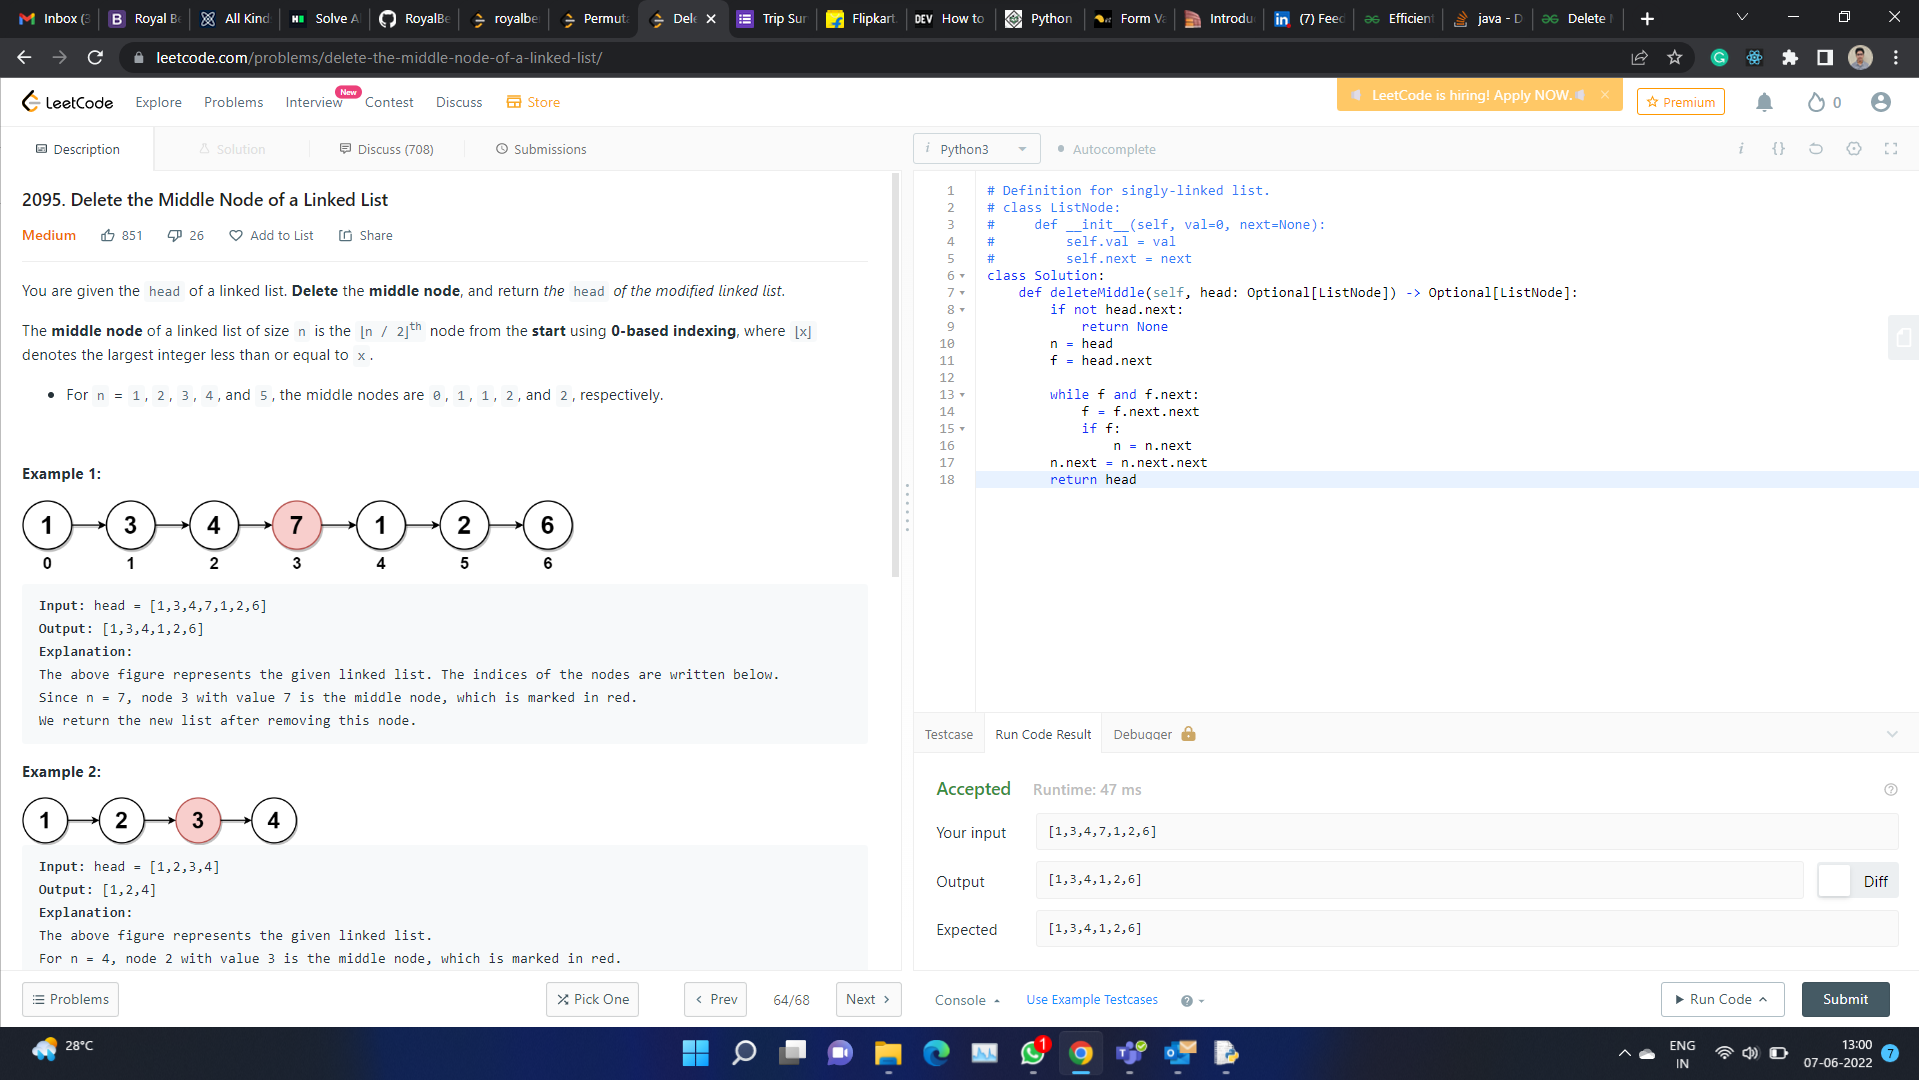 Inbox (3
Royal B
All Kind
Solve A
RoyalBe
royalbe
Permuta
Del
Trip Sur
Flipkart
How to
Python
Form Va
Introdu
(7) Feed
Efficient
java - D
Delete
leetcode.com/problems/delete-the-middle-node-of-a-linked-list/
LeetCode
Explore
Problems
Interview
New
Contest
Discuss
Store
LeetCode is hiring! Apply NOW.
Premium
0
Description
Solution
Discuss (708)
Submissions
Python3
Autocomplete
2095. Delete the Middle Node of a Linked List
Medium 851 26 Add to List Share
You are given the head of a linked list. Delete the middle node, and return the head of the modified linked list.
The middle node of a linked list of size n is the ⌊n / 2⌋th node from the start using 0-based indexing, where ⌊x⌋
denotes the largest integer less than or equal to x.
• For n = 1, 2, 3, 4, and 5, the middle nodes are 0, 1, 1, 2, and 2, respectively.
Example 1:
1 3 4 7 1 2 6
0 1 2 3 4 5 6
Input: head = [1,3,4,7,1,2,6]
Output: [1,3,4,1,2,6]
Explanation:
The above figure represents the given linked list. The indices of the nodes are written below.
Since n = 7, node 3 with value 7 is the middle node, which is marked in red.
We return the new list after removing this node.
Example 2:
1 2 3 4
Input: head = [1,2,3,4]
Output: [1,2,4]
Explanation:
The above figure represents the given linked list.
For n = 4, node 2 with value 3 is the middle node, which is marked in red.
Problems
Pick One
< Prev
64/68
Next >
1 # Definition for singly-linked list.
2 # class ListNode:
3 #     def __init__(self, val=0, next=None):
4 #         self.val = val
5 #         self.next = next
6 class Solution:
7     def deleteMiddle(self, head: Optional[ListNode]) -> Optional[ListNode]:
8         if not head.next:
9             return None
10         n = head
11         f = head.next
12
13         while f and f.next:
14             f = f.next.next
15             if f:
16                 n = n.next
17         n.next = n.next.next
18         return head
Testcase
Run Code Result
Debugger
Accepted Runtime: 47 ms
Your input [1,3,4,7,1,2,6]
Output [1,3,4,1,2,6] Diff
Expected [1,3,4,1,2,6]
Console
Use Example Testcases
Run Code
Submit
28°C
1
ENG
IN
13:00
07-06-2022
7